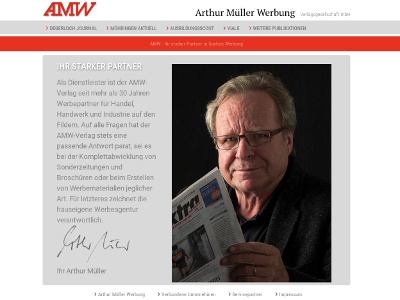 AMW
Arthur Müller Werbung
Verlagsgesellschaft mbH
DEGERLOCH JOURNAL
MÖHRINGEN AKTUELL
AUSBILDUNGSSCOUT
VIALE
WEITERE PUBLIKATIONEN
AMW - Ihr starker Partner in Sachen Werbung
IHR STARKER PARTNER
Als Dienstleister ist der AMW-
Verlag seit mehr als 30 Jahren
Werbepartner für Handel,
Handwerk und Industrie auf den
Fildern. Auf alle Fragen hat der
AMW-Verlag stets eine
passende Antwort parat, sei es
bei der Komplettabwicklung von
Sonderzeitungen und
Broschüren oder beim Erstellen
von Werbematerialien jeglicher
Art. Für letzteres zeichnet die
hauseigene Werbeagentur
verantwortlich.
Ihr Arthur Müller
Arthur Müller Werbung
Verbundene Unternehmen
Servicepartner
Impressum